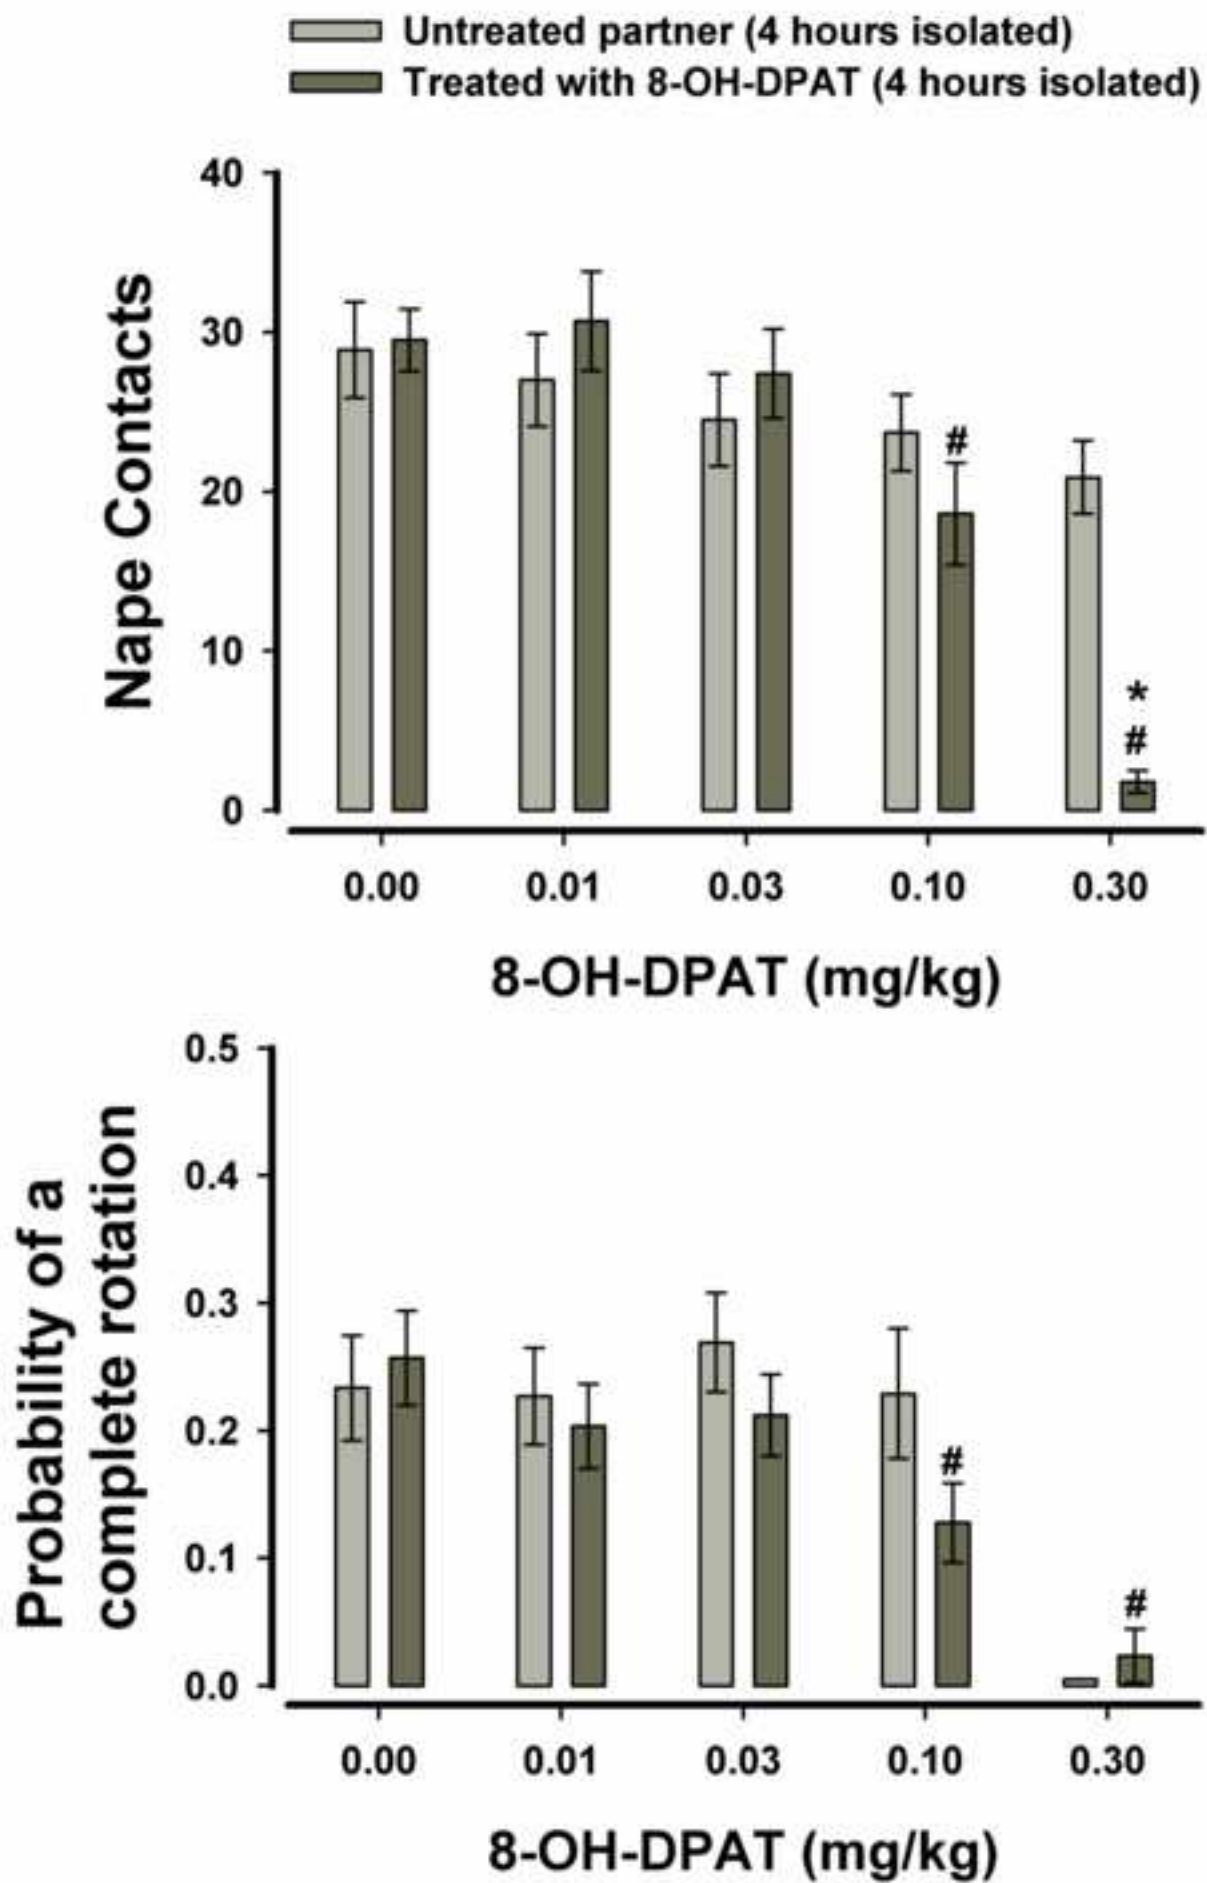 Untreated partner (4 hours isolated)
Treated with 8-OH-DPAT (4 hours isolated)
40
30
20
10
0
Nape Contacts
#
*
#
0.00 0.01 0.03 0.10 0.30
8-OH-DPAT (mg/kg)
0.5
0.4
0.3
0.2
0.1
0.0
Probability of a
complete rotation
#
#
0.00 0.01 0.03 0.10 0.30
8-OH-DPAT (mg/kg)